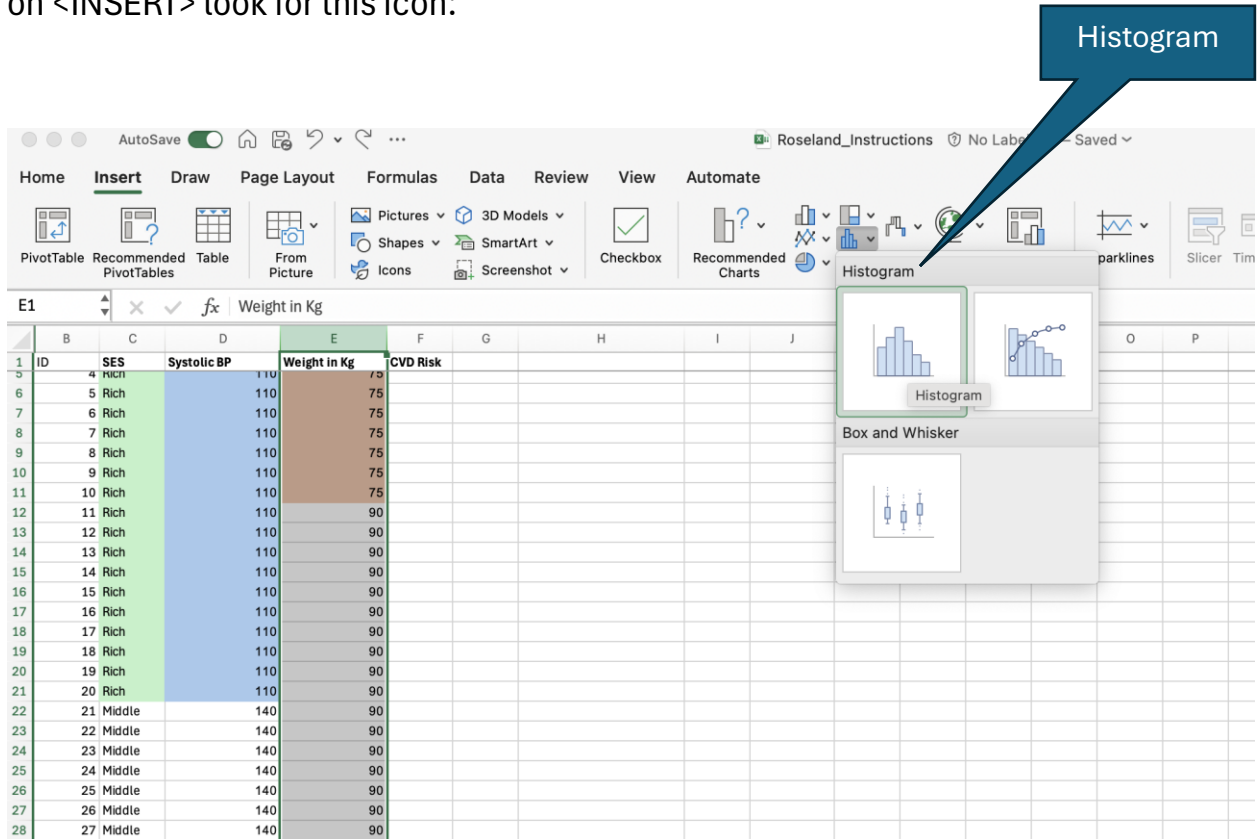 on <INSERT> look for this icon:
Histogram
AutoSave
Roseland_Instructions No Labe — Saved
Home Insert Draw Page Layout Formulas Data Review View Automate
PivotTable Recommended PivotTables Table From Picture Pictures Shapes Icons 3D Models SmartArt Screenshot Checkbox Recommended Charts parklines Slicer Tim
E1 fx Weight in Kg
Histogram
Histogram
Box and Whisker
B C D E F G H I J O P
1 ID SES Systolic BP Weight in Kg CVD Risk
5 4 Rich 110 75
6 5 Rich 110 75
7 6 Rich 110 75
8 7 Rich 110 75
9 8 Rich 110 75
10 9 Rich 110 75
11 10 Rich 110 75
12 11 Rich 110 90
13 12 Rich 110 90
14 13 Rich 110 90
15 14 Rich 110 90
16 15 Rich 110 90
17 16 Rich 110 90
18 17 Rich 110 90
19 18 Rich 110 90
20 19 Rich 110 90
21 20 Rich 110 90
22 21 Middle 140 90
23 22 Middle 140 90
24 23 Middle 140 90
25 24 Middle 140 90
26 25 Middle 140 90
27 26 Middle 140 90
28 27 Middle 140 90